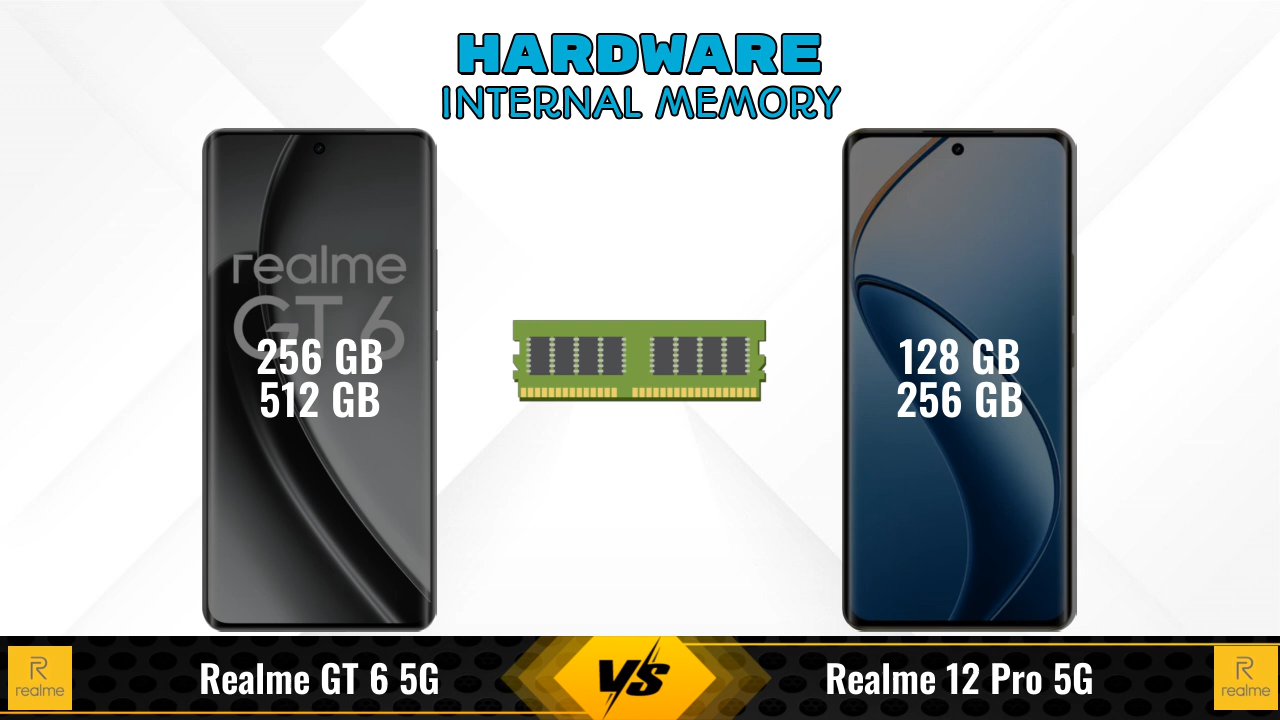 HARDWARE
INTERNAL MEMORY
realme
GT 6
256 GB
512 GB
128 GB
256 GB
R
realme
Realme GT 6 5G
VS
Realme 12 Pro 5G
R
realme